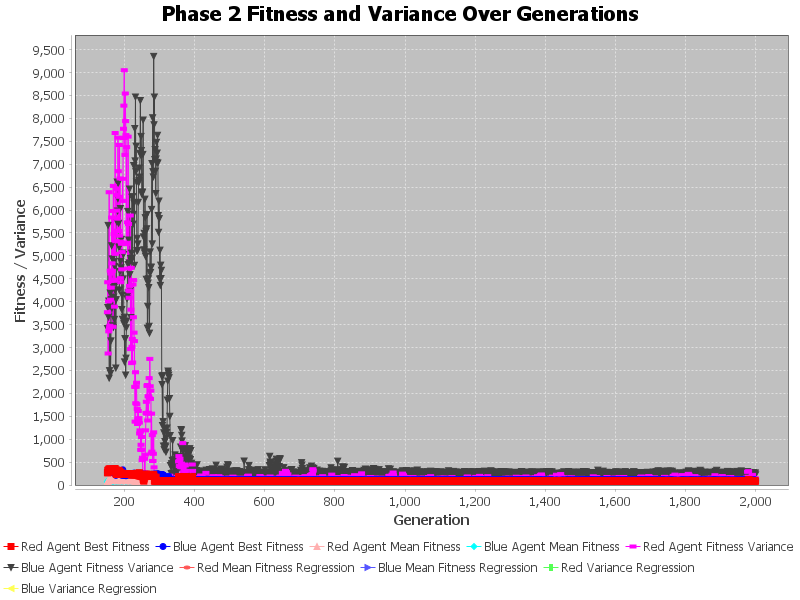 Phase 2 Fitness and Variance Over Generations
Fitness / Variance
9,500
9,000
8,500
8,000
7,500
7,000
6,500
6,000
5,500
5,000
4,500
4,000
3,500
3,000
2,500
2,000
1,500
1,000
500
0
200 400 600 800 1,000 1,200 1,400 1,600 1,800 2,000
Generation
Red Agent Best Fitness Blue Agent Best Fitness Red Agent Mean Fitness Blue Agent Mean Fitness Red Agent Fitness Variance
Blue Agent Fitness Variance Red Mean Fitness Regression Blue Mean Fitness Regression Red Variance Regression
Blue Variance Regression